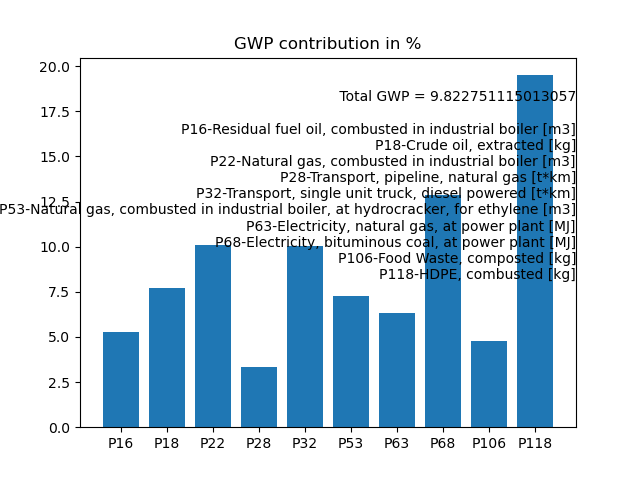 GWP contribution in %
20.0
17.5
15.0
12.5
10.0
7.5
5.0
2.5
0.0
Total GWP = 9.822751115013057
P16-Residual fuel oil, combusted in industrial boiler [m3]
P18-Crude oil, extracted [kg]
P22-Natural gas, combusted in industrial boiler [m3]
P28-Transport, pipeline, natural gas [t*km]
P32-Transport, single unit truck, diesel powered [t*km]
P53-Natural gas, combusted in industrial boiler, at hydrocracker, for ethylene [m3]
P63-Electricity, natural gas, at power plant [MJ]
P68-Electricity, bituminous coal, at power plant [MJ]
P106-Food Waste, composted [kg]
P118-HDPE, combusted [kg]
P16 P18 P22 P28 P32 P53 P63 P68 P106 P118